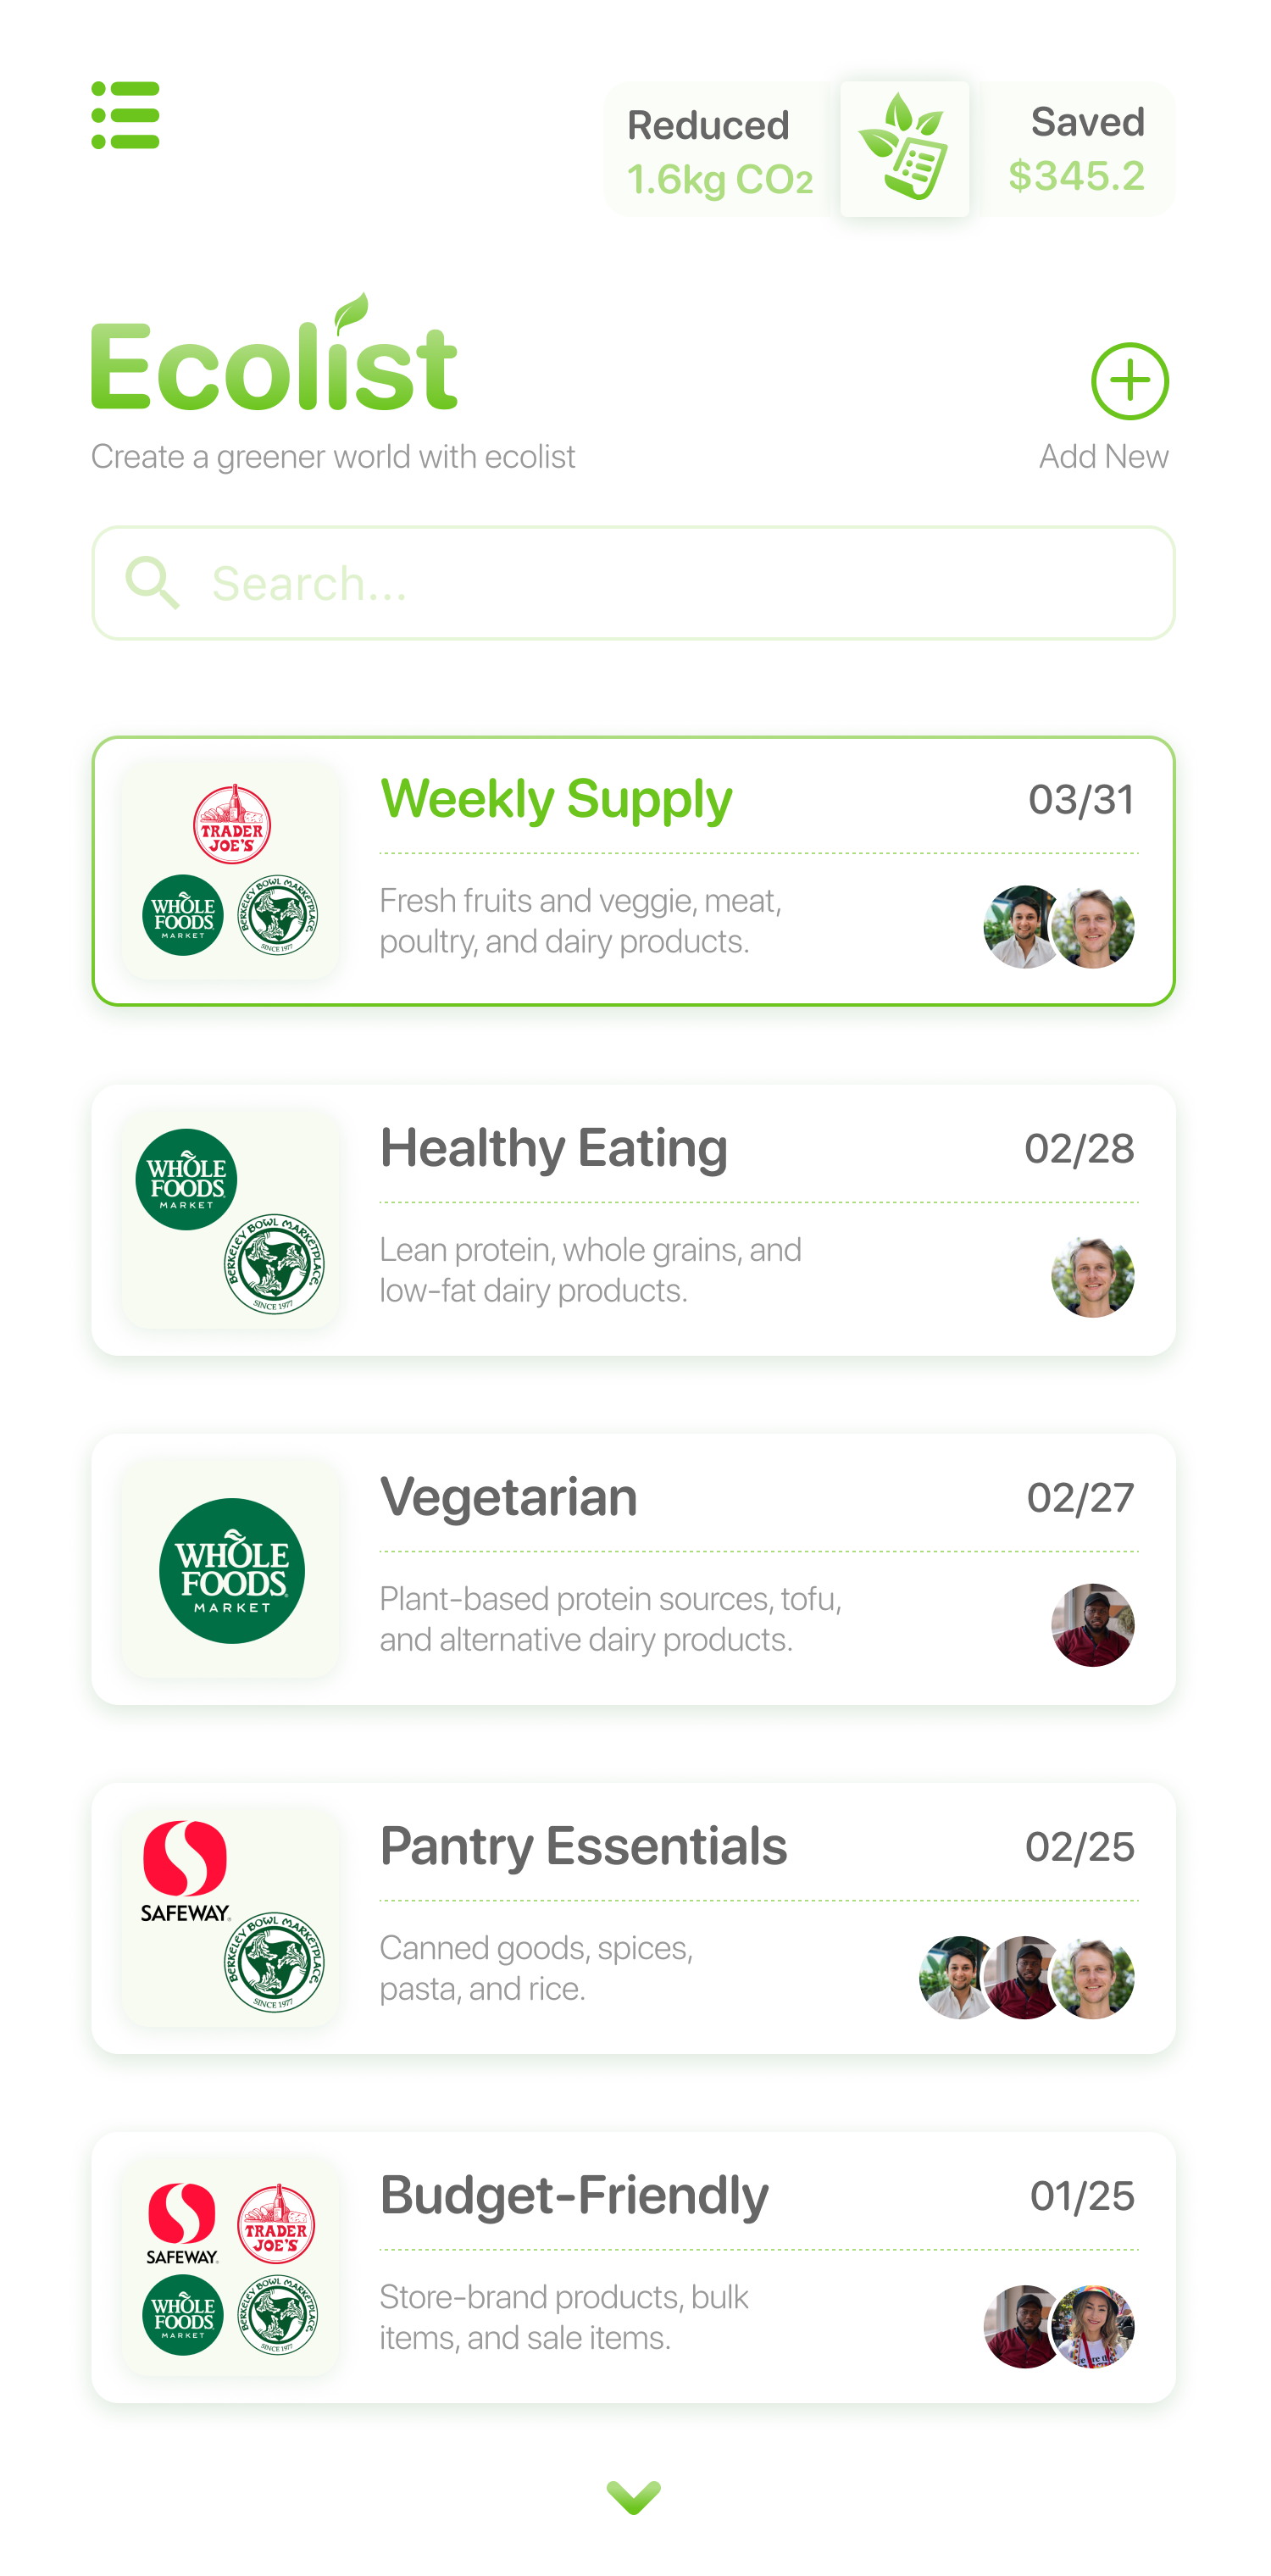 Reduced
1.6kg CO2
Saved
$345.2
Ecolist
Create a greener world with ecolist
Add New
Search...
TRADER
JOE'S
WHOLE
FOODS
MARKET
BERKELEY BOWL MARKETPLACE
SINCE 1977
Weekly Supply
03/31
Fresh fruits and veggie, meat,
poultry, and dairy products.
WHOLE
FOODS
MARKET
BERKELEY BOWL MARKETPLACE
SINCE 1977
Healthy Eating
02/28
Lean protein, whole grains, and
low-fat dairy products.
WHOLE
FOODS
MARKET
Vegetarian
02/27
Plant-based protein sources, tofu,
and alternative dairy products.
SAFEWAY
BERKELEY BOWL MARKETPLACE
SINCE 1977
Pantry Essentials
02/25
Canned goods, spices,
pasta, and rice.
SAFEWAY
TRADER
JOE'S
WHOLE
FOODS
MARKET
BERKELEY BOWL MARKETPLACE
SINCE 1977
Budget-Friendly
01/25
Store-brand products, bulk
items, and sale items.